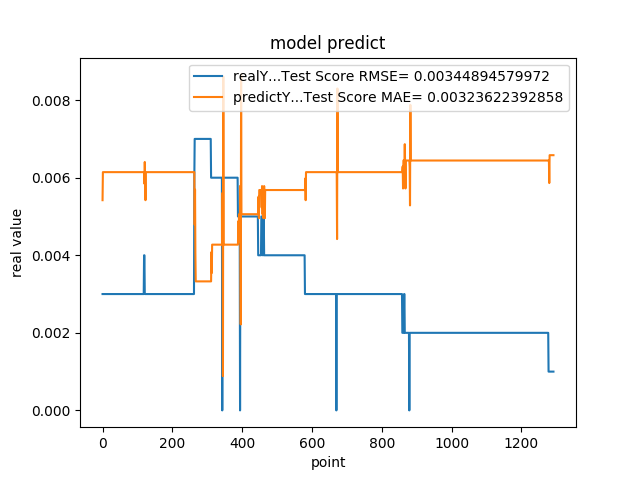 model predict
realY...Test Score RMSE= 0.00344894579972
predictY...Test Score MAE= 0.00323622392858
real value
0.008
0.006
0.004
0.002
0.000
0 200 400 600 800 1000 1200
point